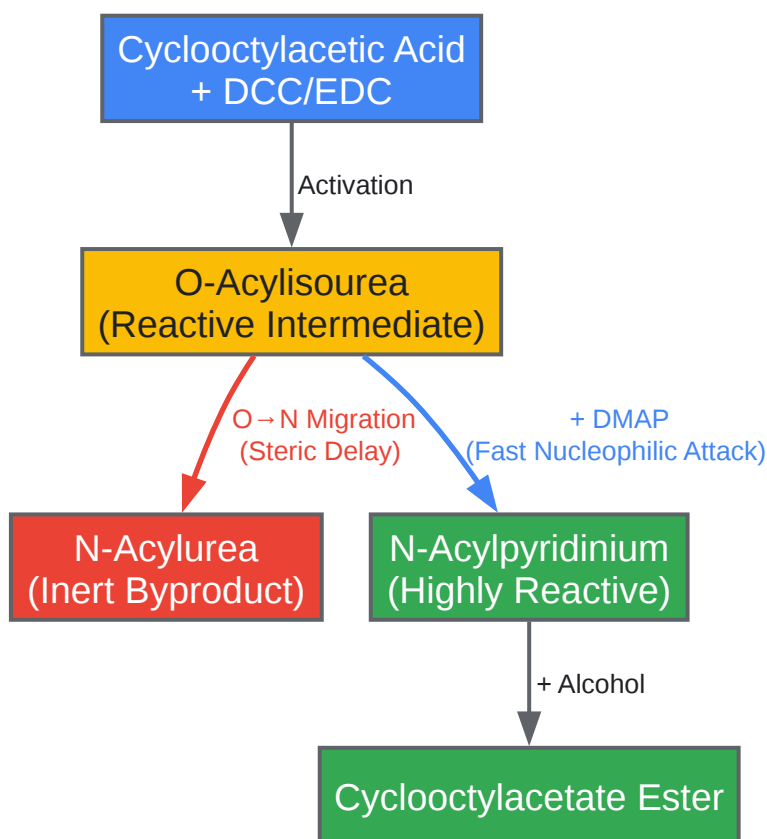 Cyclooctylacetic Acid
+ DCC/EDC
Activation
O-Acylisourea
(Reactive Intermediate)
O→N Migration
(Steric Delay)
+ DMAP
(Fast Nucleophilic Attack)
N-Acylurea
(Inert Byproduct)
N-Acylpyridinium
(Highly Reactive)
+ Alcohol
Cyclooctylacetate Ester